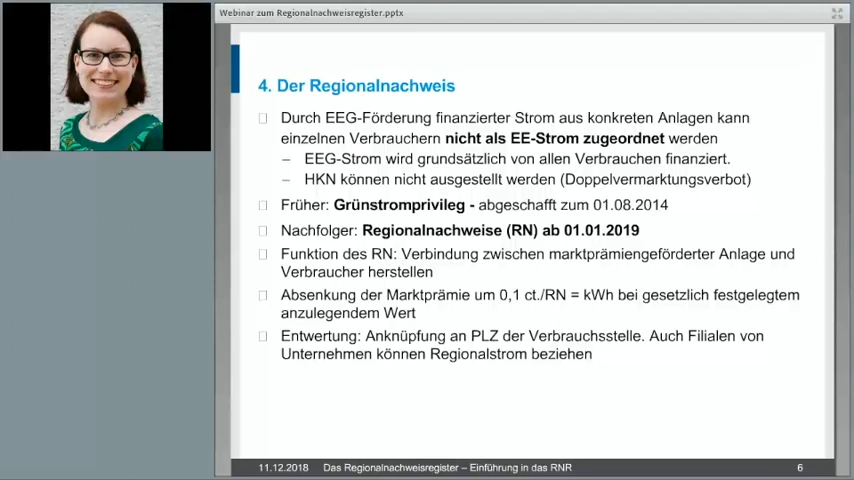 Webinar zum Regionalnachweisregister.pptx
4. Der Regionalnachweis
Durch EEG-Förderung finanzierter Strom aus konkreten Anlagen kann
einzelnen Verbrauchern nicht als EE-Strom zugeordnet werden
– EEG-Strom wird grundsätzlich von allen Verbrauchen finanziert.
– HKN können nicht ausgestellt werden (Doppelvermarktungsverbot)
Früher: Grünstromprivileg - abgeschafft zum 01.08.2014
Nachfolger: Regionalnachweise (RN) ab 01.01.2019
Funktion des RN: Verbindung zwischen marktprämiengeförderter Anlage und
Verbraucher herstellen
Absenkung der Marktprämie um 0,1 ct./RN = kWh bei gesetzlich festgelegtem
anzulegendem Wert
Entwertung: Anknüpfung an PLZ der Verbrauchsstelle. Auch Filialen von
Unternehmen können Regionalstrom beziehen
11.12.2018 Das Regionalnachweisregister – Einführung in das RNR 6